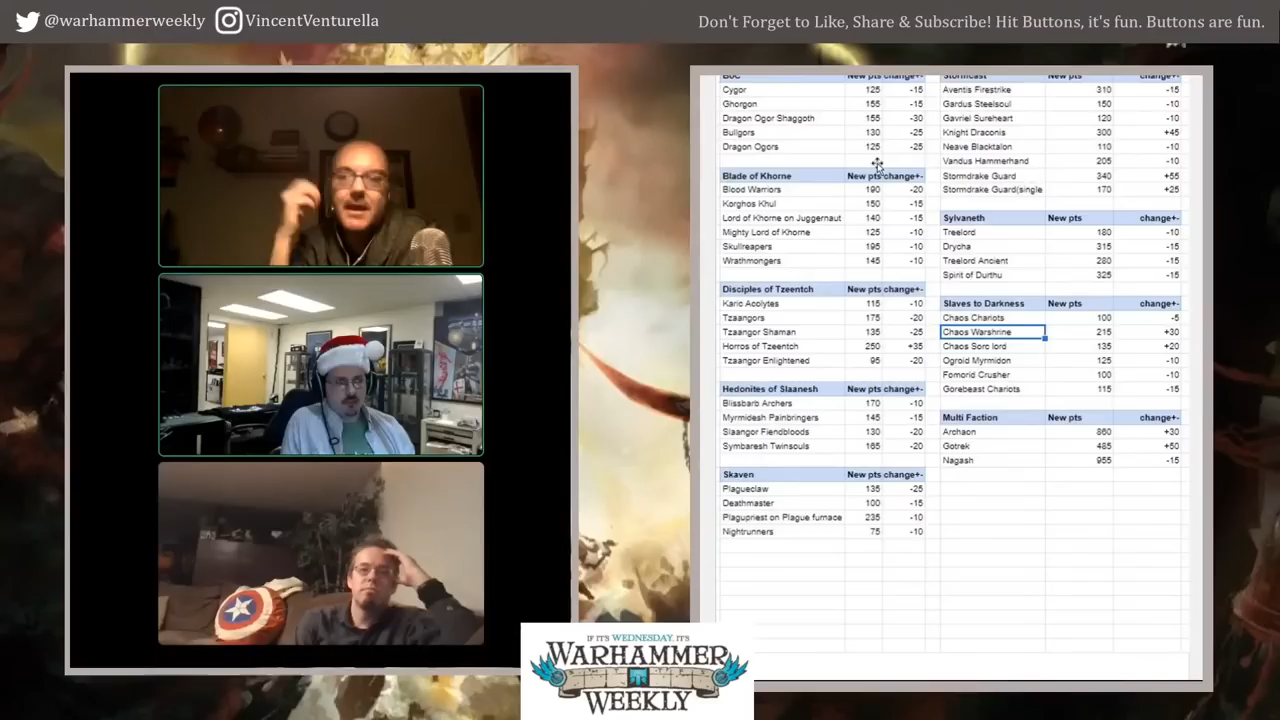 @warhammerweekly VincentVenturella
Don't Forget to Like, Share & Subscribe! Hit Buttons, it's fun. Buttons are fun.
BoC New pts change+-
Cygor 125 -15
Ghorgon 155 -15
Dragon Ogor Shaggoth 155 -30
Bullgors 130 -25
Dragon Ogors 125 -25
Blade of Khorne New pts change+-
Blood Warriors 190 -20
Korghos Khul 150 -15
Lord of Khorne on Juggernaut 140 -15
Mighty Lord of Khorne 125 -10
Skullreapers 195 -10
Wrathmongers 145 -10
Disciples of Tzeentch New pts change+-
Karic Acolytes 115 -10
Tzaangors 175 -20
Tzaangor Shaman 135 -25
Horros of Tzeentch 250 +35
Tzaangor Enlightened 95 -20
Hedonites of Slaanesh New pts change+-
Blissbarb Archers 170 -10
Myrmidesh Painbringers 145 -15
Slaangor Fiendbloods 130 -20
Symbaresh Twinsouls 165 -20
Skaven New pts change+-
Plagueclaw 135 -25
Deathmaster 100 -15
Plagupriest on Plague furnace 235 -10
Nightrunners 75 -10
Stormcast New pts change+-
Aventis Firestrike 310 -15
Gardus Steelsoul 150 -10
Gavriel Sureheart 120 -10
Knight Draconis 300 +45
Neave Blacktalon 110 -10
Vandus Hammerhand 205 -10
Stormdrake Guard 340 +55
Stormdrake Guard(single 170 +25
Sylvaneth New pts change+-
Treelord 180 -10
Drycha 315 -15
Treelord Ancient 280 -15
Spirit of Durthu 325 -15
Slaves to Darkness New pts change+-
Chaos Chariots 100 -5
Chaos Warshrine 215 +30
Chaos Sorc lord 135 +20
Ogroid Myrmidon 125 -10
Fomorid Crusher 100 -10
Gorebeast Chariots 115 -15
Multi Faction New pts change+-
Archaon 860 +30
Gotrek 485 +50
Nagash 955 -15
IF IT'S WEDNESDAY, IT'S
WARHAMMER
WEEKLY